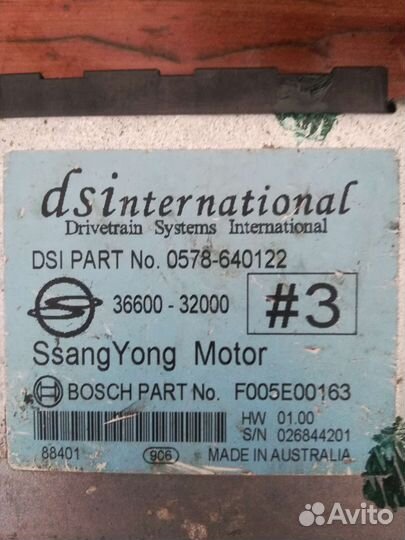 dsinternational
Drivetrain Systems International
DSI PART No. 0578-640122
36600 - 32000
#3
SsangYong Motor
BOSCH PART No. F005E00163
HW 01.00
S/N 026844201
88401 906 MADE IN AUSTRALIA
Avito